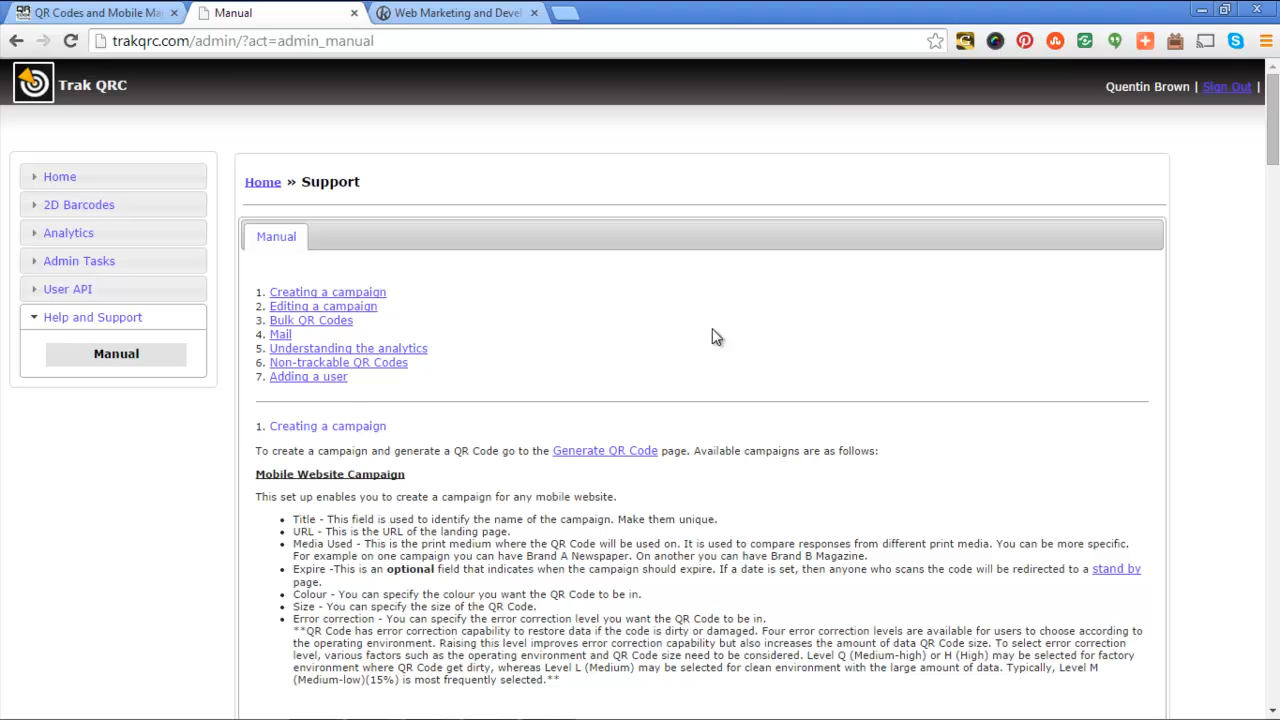 QR Codes and Mobile Ma
Manual
Web Marketing and Devel
trakqrc.com/admin/?act=admin_manual
Trak QRC
Quentin Brown | Sign Out |
Home
2D Barcodes
Analytics
Admin Tasks
User API
Help and Support
Manual
Home » Support
Manual
1. Creating a campaign
2. Editing a campaign
3. Bulk QR Codes
4. Mail
5. Understanding the analytics
6. Non-trackable QR Codes
7. Adding a user
1. Creating a campaign
To create a campaign and generate a QR Code go to the Generate QR Code page. Available campaigns are as follows:
Mobile Website Campaign
This set up enables you to create a campaign for any mobile website.
• Title - This field is used to identify the name of the campaign. Make them unique.
• URL - This is the URL of the landing page.
• Media Used - This is the print medium where the QR Code will be used on. It is used to compare responses from different print media. You can be more specific.
For example on one campaign you can have Brand A Newspaper. On another you can have Brand B Magazine.
• Expire -This is an optional field that indicates when the campaign should expire. If a date is set, then anyone who scans the code will be redirected to a stand by
page.
• Colour - You can specify the colour you want the QR Code to be in.
• Size - You can specify the size of the QR Code.
• Error correction - You can specify the error correction level you want the QR Code to be in.
**QR Code has error correction capability to restore data if the code is dirty or damaged. Four error correction levels are available for users to choose according to
the operating environment. Raising this level improves error correction capability but also increases the amount of data QR Code size. To select error correction
level, various factors such as the operating environment and QR Code size need to be considered. Level Q (Medium-high) or H (High) may be selected for factory
environment where QR Code get dirty, whereas Level L (Medium) may be selected for clean environment with the large amount of data. Typically, Level M
(Medium-low)(15%) is most frequently selected.**